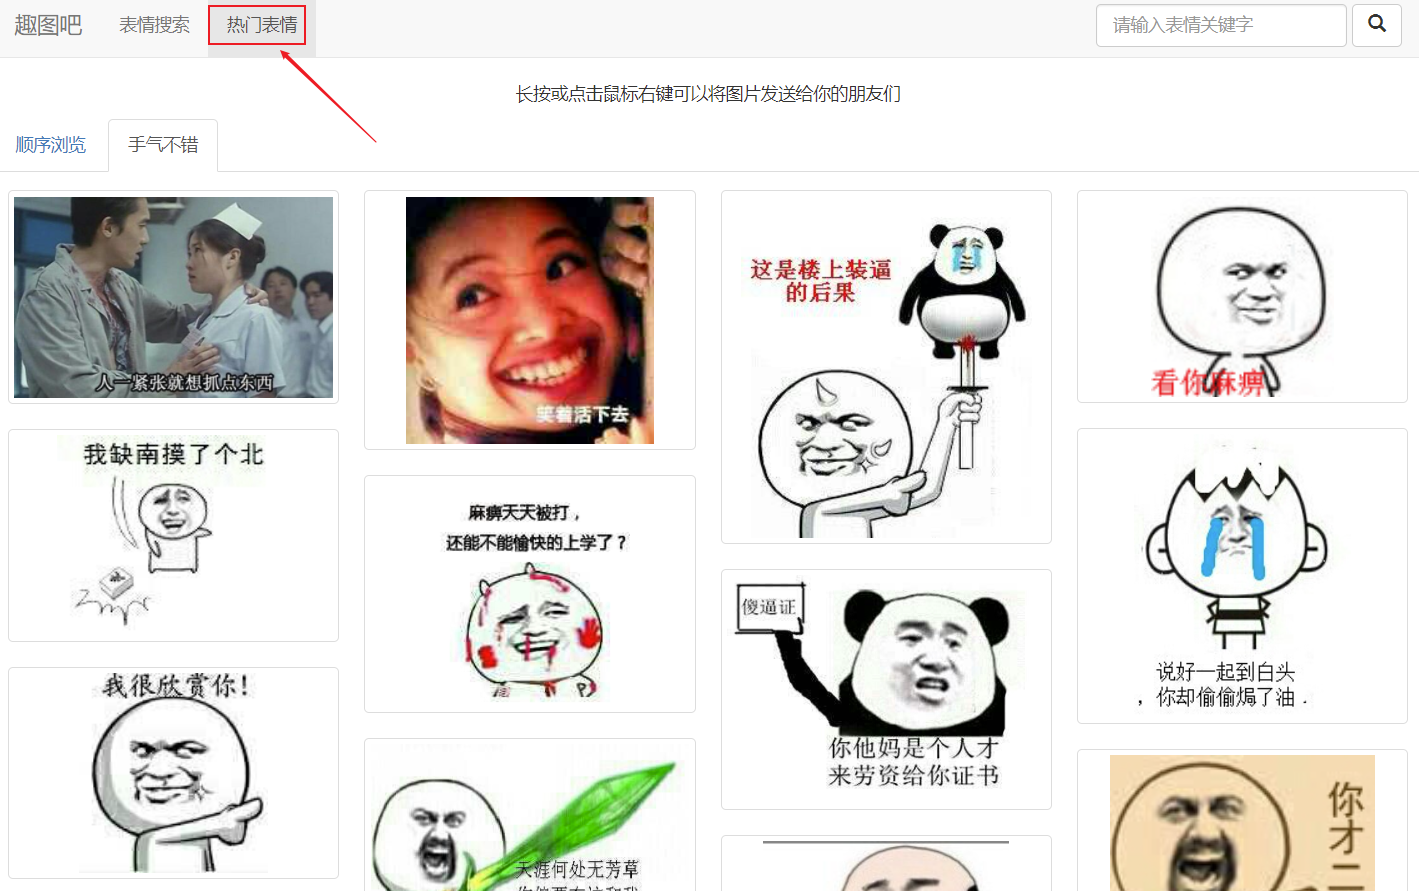 趣图吧
表情搜索
热门表情
请输入表情关键字
长按或点击鼠标右键可以将图片发送给你的朋友们
顺序浏览
手气不错
人一紧张就想抓点东西
笑着活下去
这是楼上装逼
的后果
看你麻痹
我缺南摸了个北
麻痹天天被打，
还能不能愉快的上学了？
傻逼证
你他妈是个人才
来劳资给你证书
说好一起到白头
，你却偷偷焗了油．
我很欣赏你！
天涯何处无芳草
你才二